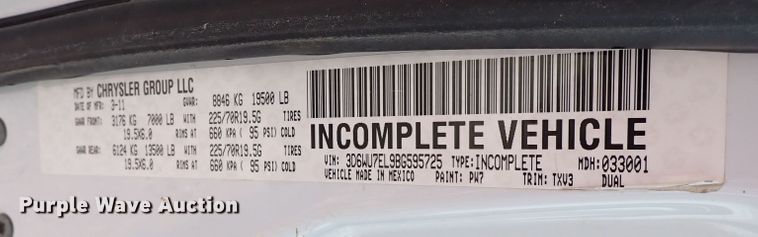 MFD BY CHRYSLER GROUP LLC
DATE OF MFR: 3-11 GVWR: 8846 KG 19500 LB
GAWR FRONT: 3176 KG 7000 LB WITH 225/70R19.5G TIRES
19.5X6.0 RIMS AT 660 KPA ( 95 PSI) COLD
GAWR REAR: 6124 KG 13500 LB WITH 225/70R19.5G TIRES
19.5X6.0 RIMS AT 660 KPA ( 95 PSI) COLD
INCOMPLETE VEHICLE
VIN: 3D6WU7EL9BG595725 TYPE: INCOMPLETE MDH: 033001
VEHICLE MADE IN MEXICO PAINT: PW7 TRIM: TXV3 DUAL
Purple Wave Auction